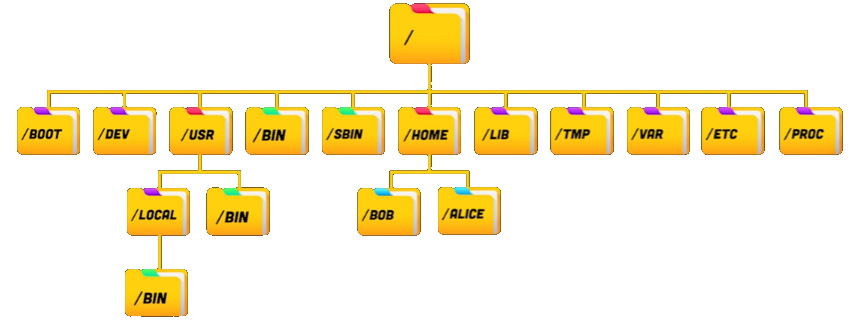 /
/BOOT
/DEV
/USR
/BIN
/SBIN
/HOME
/LIB
/TMP
/VAR
/ETC
/PROC
/LOCAL
/BIN
/BOB
/ALICE
/BIN